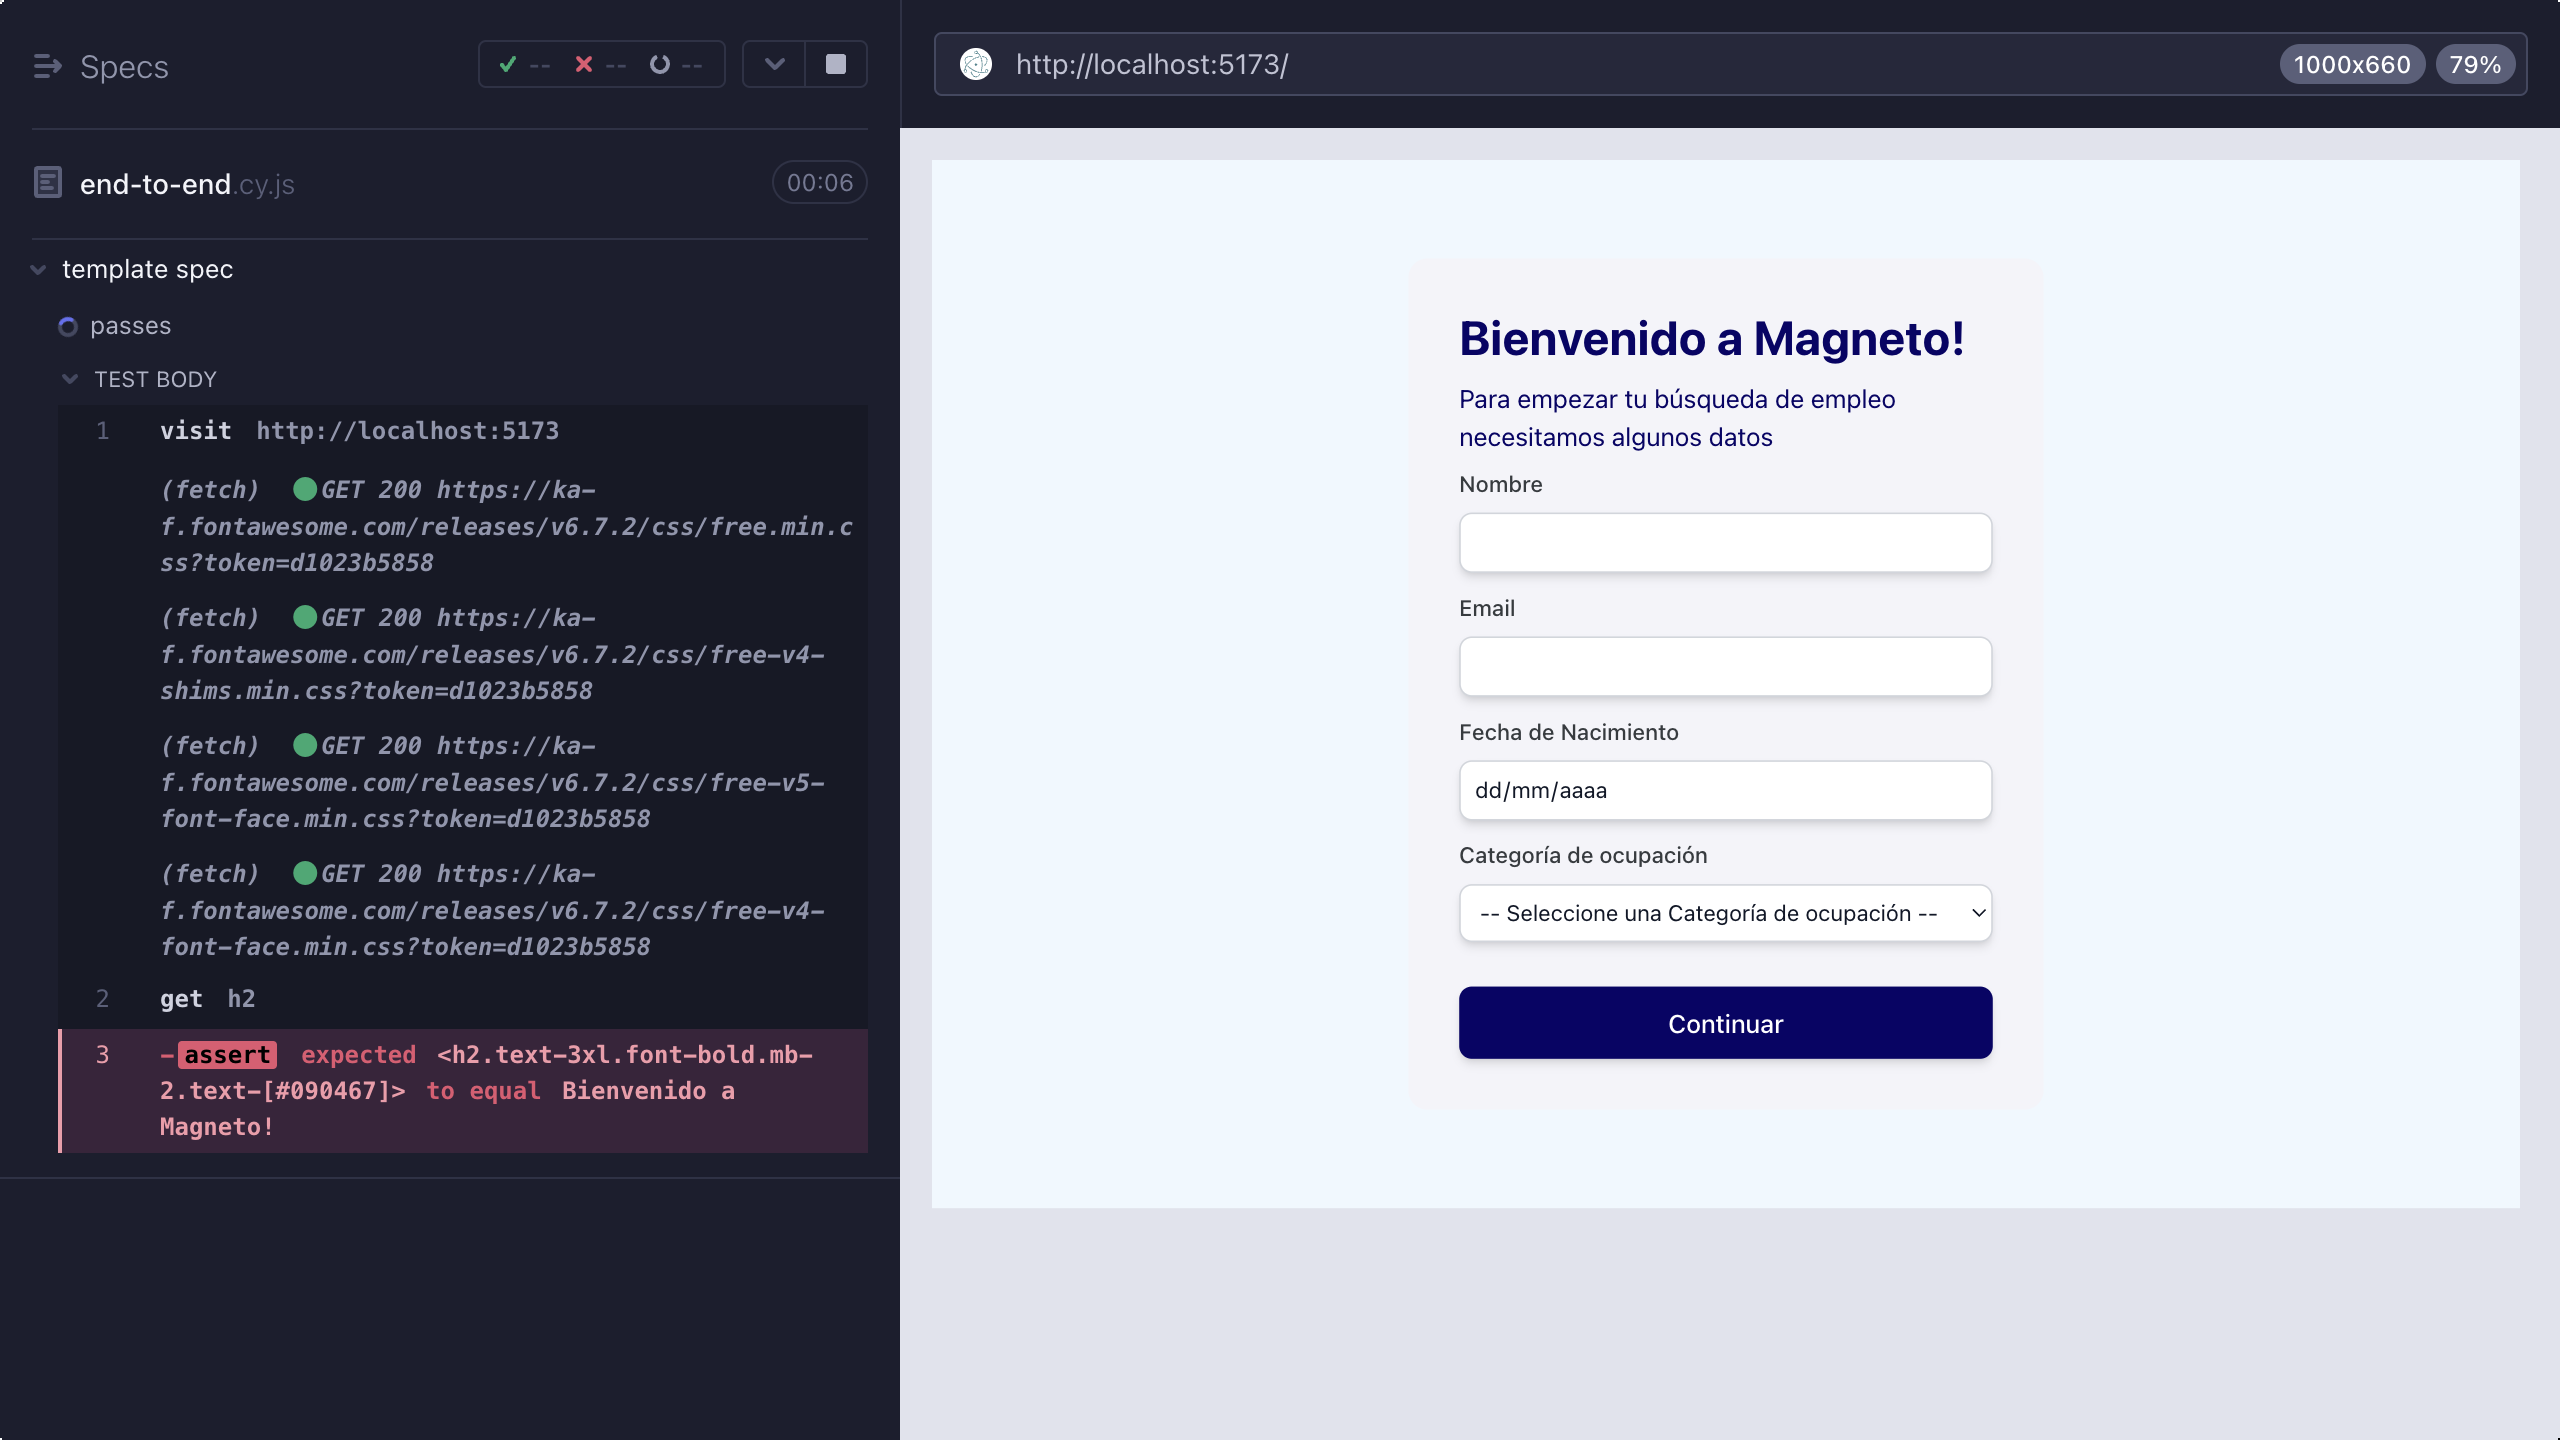 Specs
-- -- --
end-to-end.cy.js
00:06
template spec
passes
TEST BODY
1 visit http://localhost:5173
(fetch) GET 200 https://ka-
f.fontawesome.com/releases/v6.7.2/css/free.min.c
ss?token=d1023b5858
(fetch) GET 200 https://ka-
f.fontawesome.com/releases/v6.7.2/css/free-v4-
shims.min.css?token=d1023b5858
(fetch) GET 200 https://ka-
f.fontawesome.com/releases/v6.7.2/css/free-v5-
font-face.min.css?token=d1023b5858
(fetch) GET 200 https://ka-
f.fontawesome.com/releases/v6.7.2/css/free-v4-
font-face.min.css?token=d1023b5858
2 get h2
3 -assert expected <h2.text-3xl.font-bold.mb-
2.text-[#090467]> to equal Bienvenido a
Magneto!
http://localhost:5173/
1000x660 79%
Bienvenido a Magneto!
Para empezar tu búsqueda de empleo
necesitamos algunos datos
Nombre
Email
Fecha de Nacimiento
dd/mm/aaaa
Categoría de ocupación
-- Seleccione una Categoría de ocupación --
Continuar